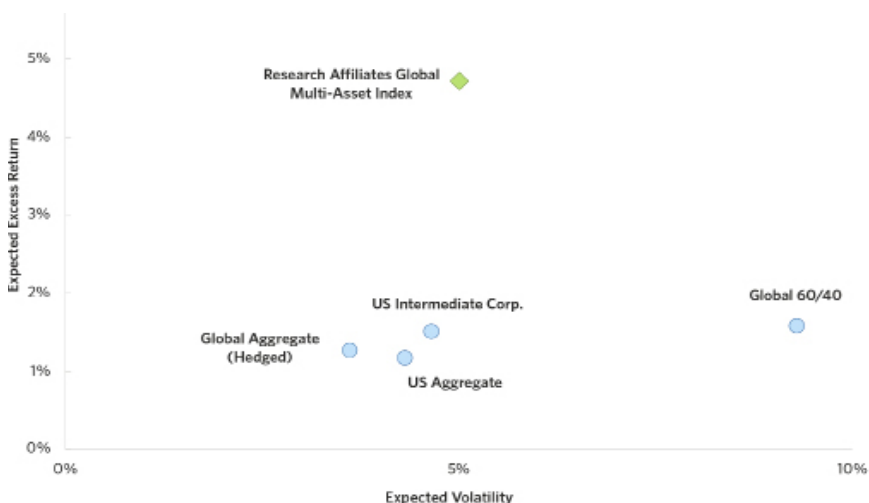 5%
Research Affiliates Global
Multi-Asset Index
4%
Expected Excess Return
3%
2%
US Intermediate Corp.
Global 60/40
Global Aggregate
(Hedged)
1%
US Aggregate
0%
0%
5%
10%
Expected Volatility